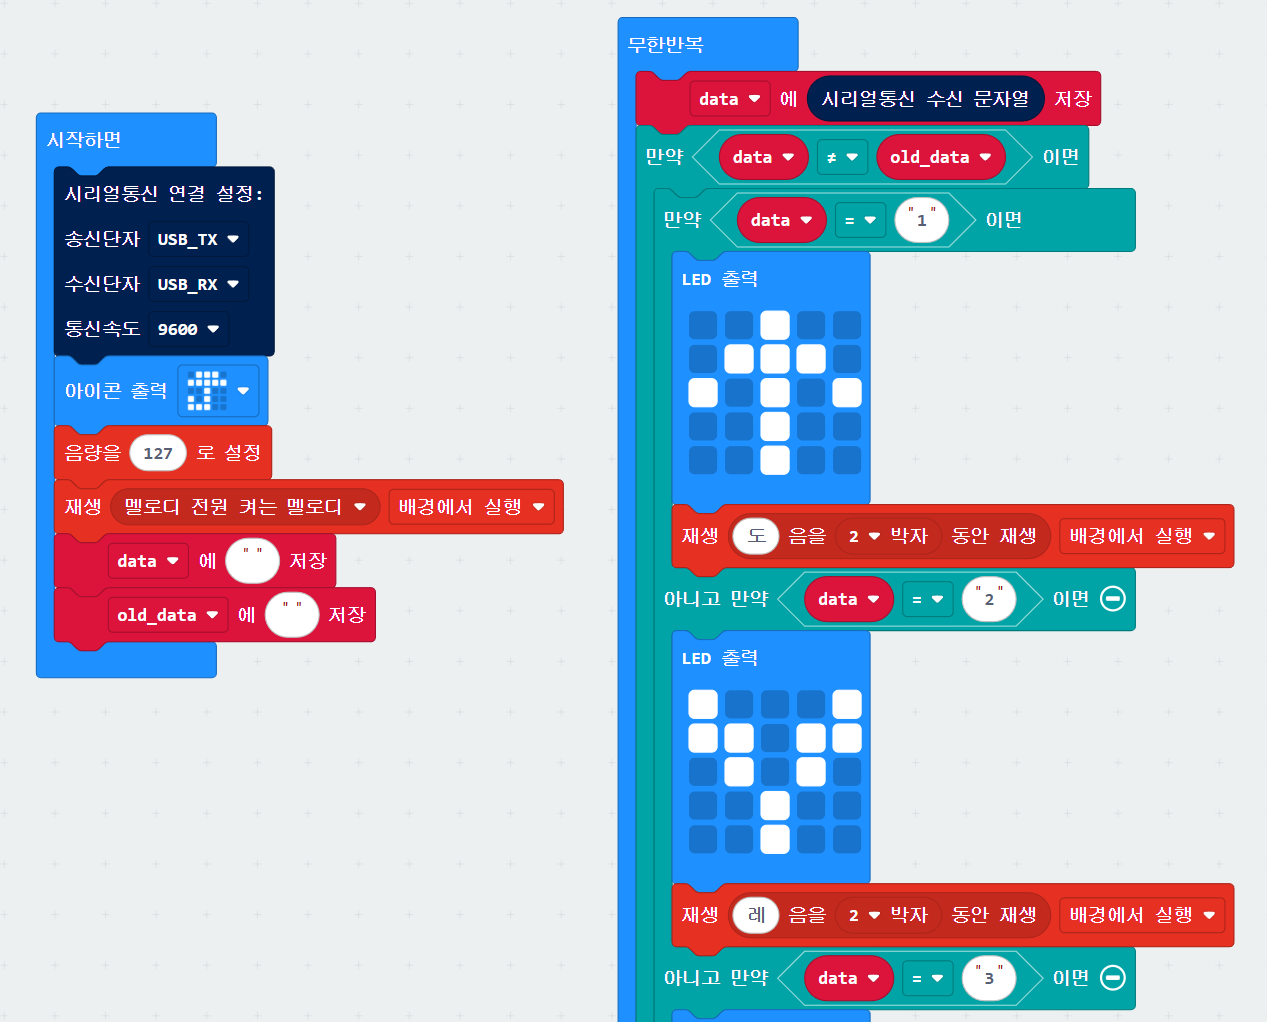 시작하면
시리얼통신 연결 설정:
송신단자 USB_TX
수신단자 USB_RX
통신속도 9600
아이콘 출력
음량을 127 로 설정
재생 멜로디 전원 켜는 멜로디 배경에서 실행
data 에 " " 저장
old_data 에 " " 저장
무한반복
data 에 시리얼통신 수신 문자열 저장
만약 data ≠ old_data 이면
만약 data = "1" 이면
LED 출력
재생 도 음을 2 박자 동안 재생 배경에서 실행
아니고 만약 data = "2" 이면
LED 출력
재생 레 음을 2 박자 동안 재생 배경에서 실행
아니고 만약 data = "3" 이면